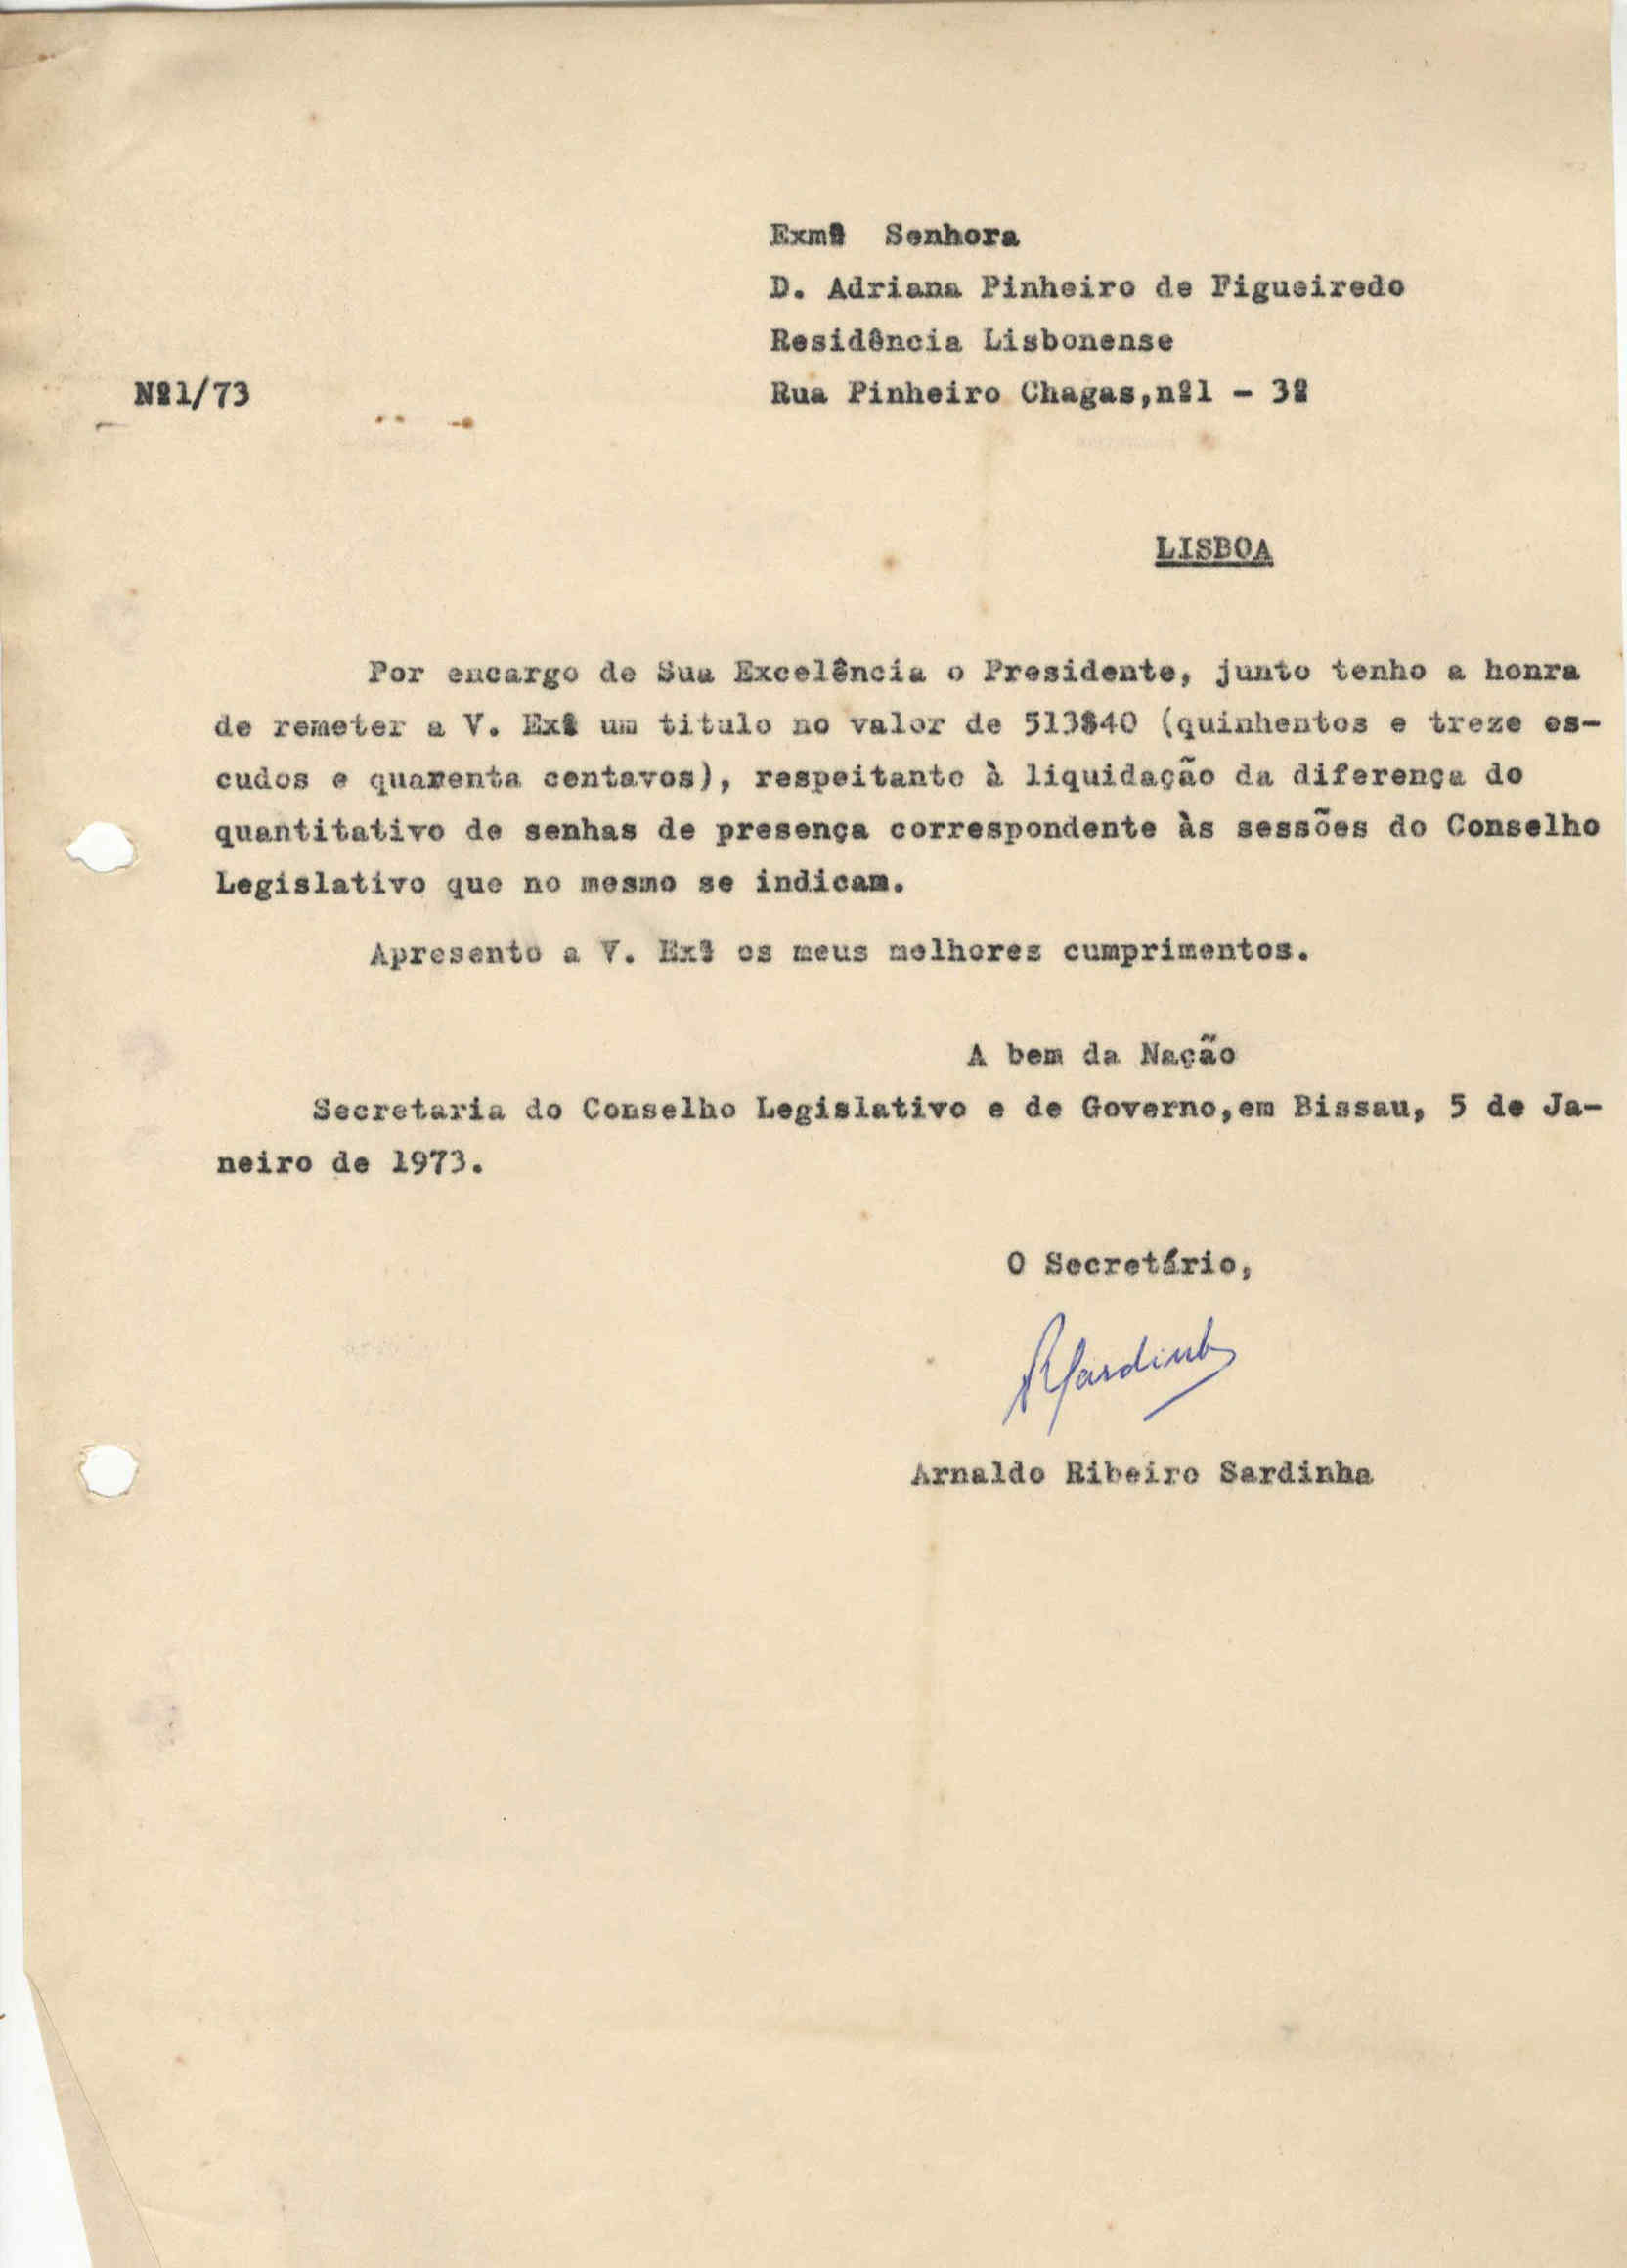 Exmª Senhora
D. Adriana Pinheiro de Figueiredo
Residência Lisbonense
Nº1/73
Rua Pinheiro Chagas,nº1 - 3º
LISBOA
Por encargo de Sua Excelência o Presidente, junto tenho a honra
de remeter a V. Exª um titulo no valor de 513$40 (quinhentos e treze es-
cudos e quarenta centavos), respeitante à liquidação da diferença do
quantitativo de senhas de presença correspondente às sessões do Conselho
Legislativo que no mesmo se indicam.
Apresento a V. Exª os meus melhores cumprimentos.
A bem da Nação
Secretaria do Conselho Legislativo e de Governo,em Bissau, 5 de Ja-
neiro de 1973.
O Secretário,
ARSardinha
Arnaldo Ribeiro Sardinha